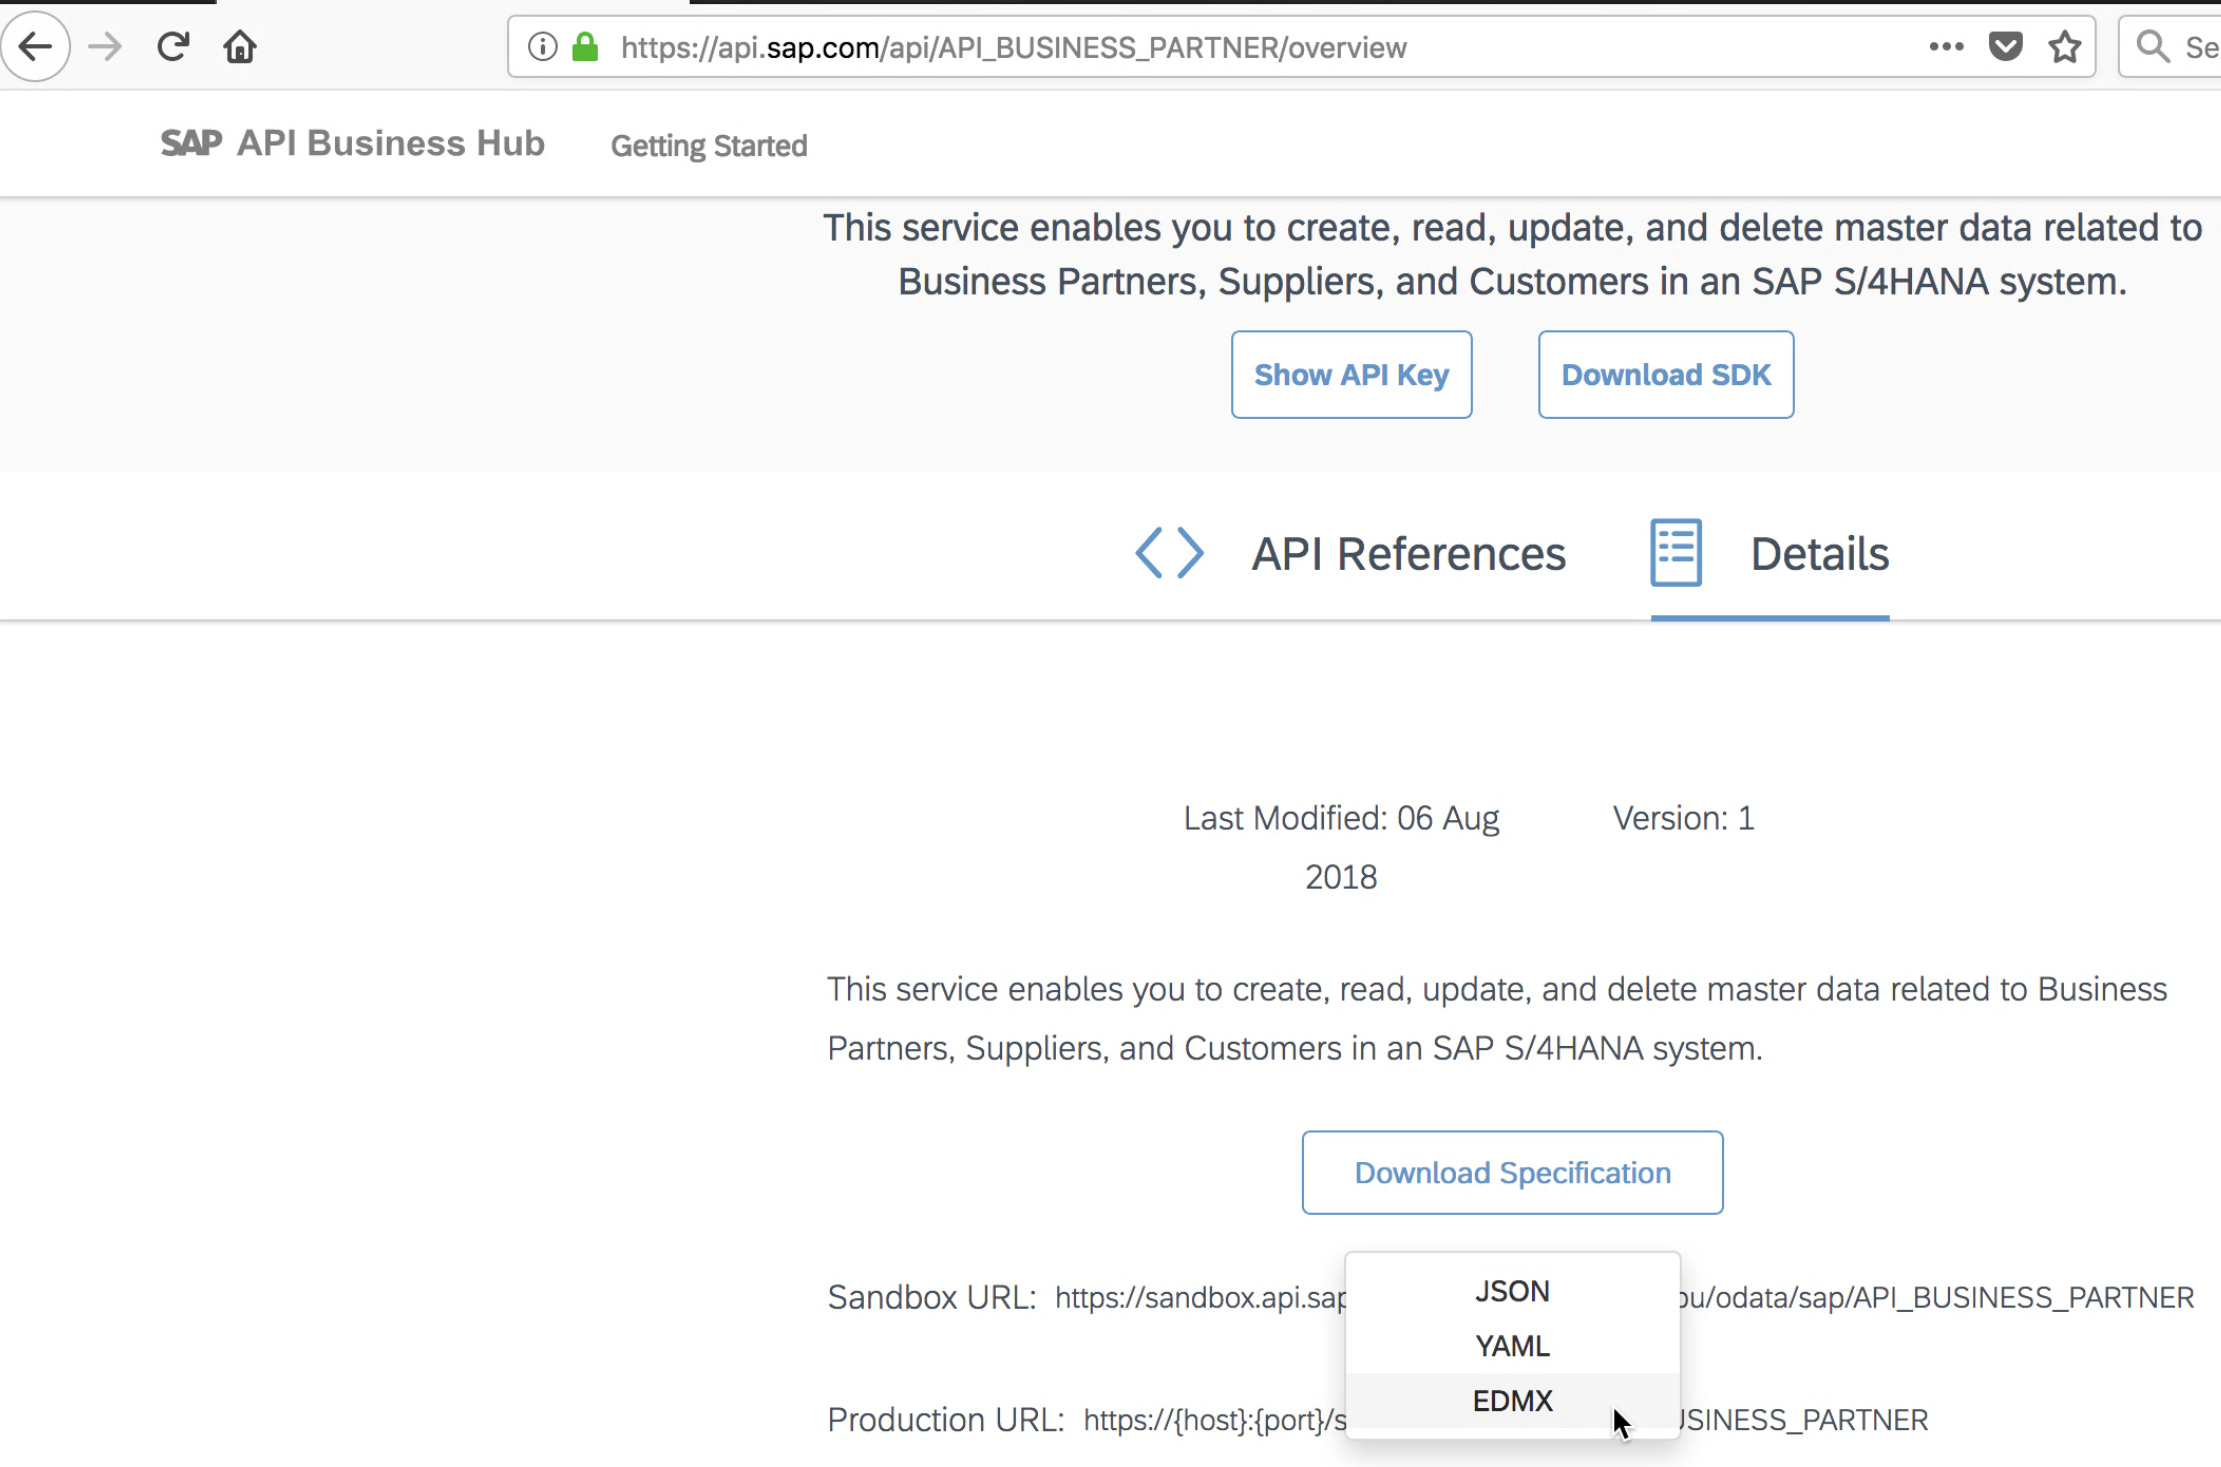 https://api.sap.com/api/API_BUSINESS_PARTNER/overview
Se
SAP API Business Hub
Getting Started
This service enables you to create, read, update, and delete master data related to
Business Partners, Suppliers, and Customers in an SAP S/4HANA system.
Show API Key
Download SDK
API References
Details
Last Modified: 06 Aug
2018
Version: 1
This service enables you to create, read, update, and delete master data related to Business
Partners, Suppliers, and Customers in an SAP S/4HANA system.
Download Specification
JSON
YAML
EDMX
Sandbox URL: https://sandbox.api.sap
u/odata/sap/API_BUSINESS_PARTNER
Production URL: https://{host}:{port}/s
SINESS_PARTNER